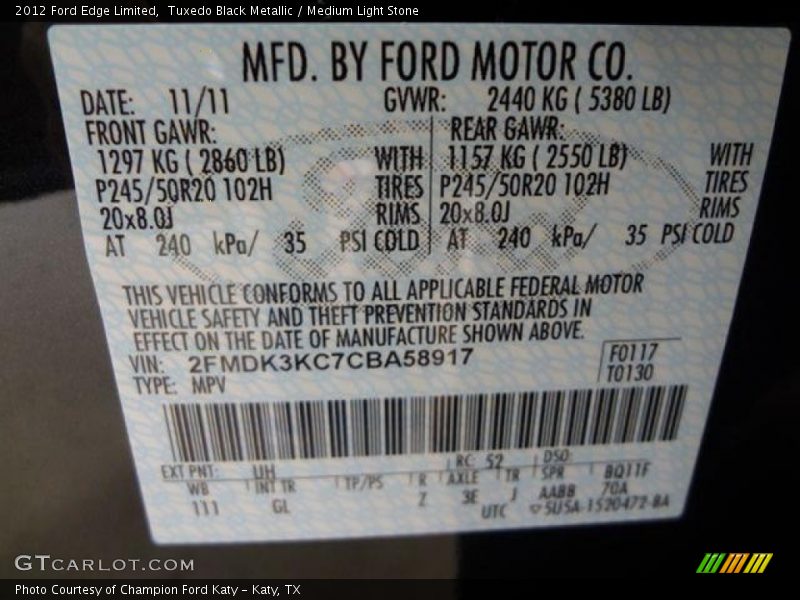 2012 Ford Edge Limited,  Tuxedo Black Metallic / Medium Light Stone
MFD. BY FORD MOTOR CO.
DATE: 11/11 GVWR: 2440 KG ( 5380 LB)
FRONT GAWR: REAR GAWR:
1297 KG ( 2860 LB) WITH 1157 KG ( 2550 LB) WITH
P245/50R20 102H TIRES P245/50R20 102H TIRES
20x8.0J RIMS 20x8.0J RIMS
AT 240 kPa/ 35 PSI COLD AT 240 kPa/ 35 PSI COLD
THIS VEHICLE CONFORMS TO ALL APPLICABLE FEDERAL MOTOR
VEHICLE SAFETY AND THEFT PREVENTION STANDARDS IN
EFFECT ON THE DATE OF MANUFACTURE SHOWN ABOVE.
VIN: 2FMDK3KC7CBA58917 F0117
TYPE: MPV T0130
EXT PNT: UH RC 52 DSO:
WB INT TR TP/PS R AXLE TR SPR BQ11F
111 GL Z 3E J AABB 70A
UTC ▽5USA-1520472-BA
GTCARLOT.COM
Photo Courtesy of Champion Ford Katy - Katy, TX